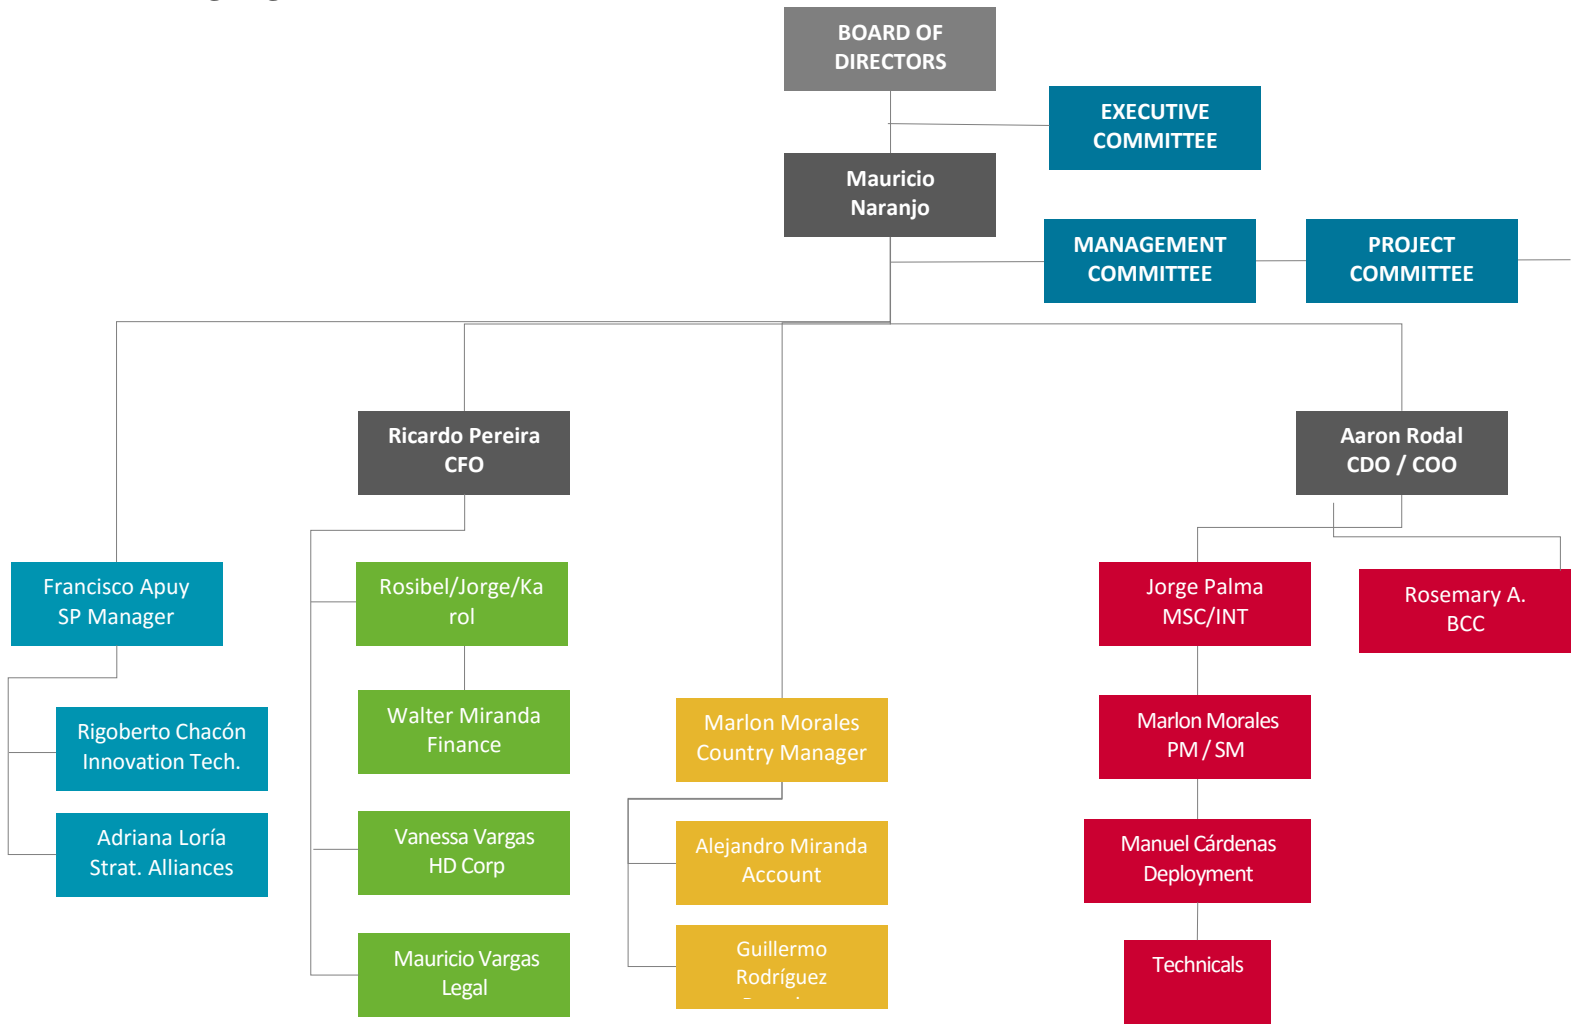 BOARD OF
DIRECTORS
EXECUTIVE
COMMITTEE
Mauricio
Naranjo
MANAGEMENT
COMMITTEE
PROJECT
COMMITTEE
Ricardo Pereira
CFO
Aaron Rodal
CDO / COO
Francisco Apuy
SP Manager
Rosibel/Jorge/Ka
rol
Jorge Palma
MSC/INT
Rosemary A.
BCC
Rigoberto Chacón
Innovation Tech.
Walter Miranda
Finance
Marlon Morales
Country Manager
Marlon Morales
PM / SM
Adriana Loría
Strat. Alliances
Vanessa Vargas
HD Corp
Alejandro Miranda
Account
Manuel Cárdenas
Deployment
Mauricio Vargas
Legal
Guillermo
Rodríguez
Technicals